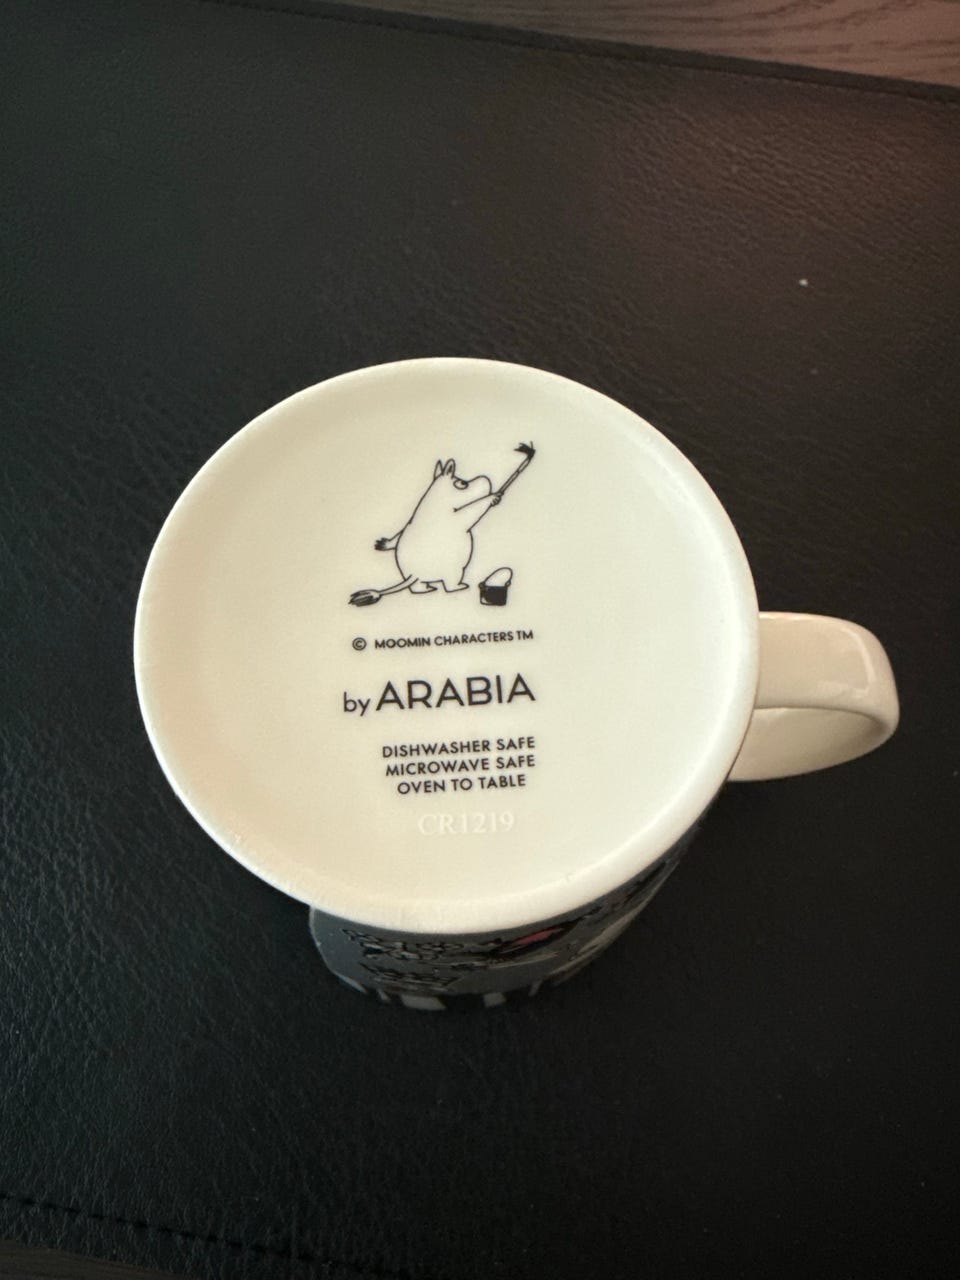 © MOOMIN CHARACTERS TM
by ARABIA
DISHWASHER SAFE
MICROWAVE SAFE
OVEN TO TABLE
CR1219